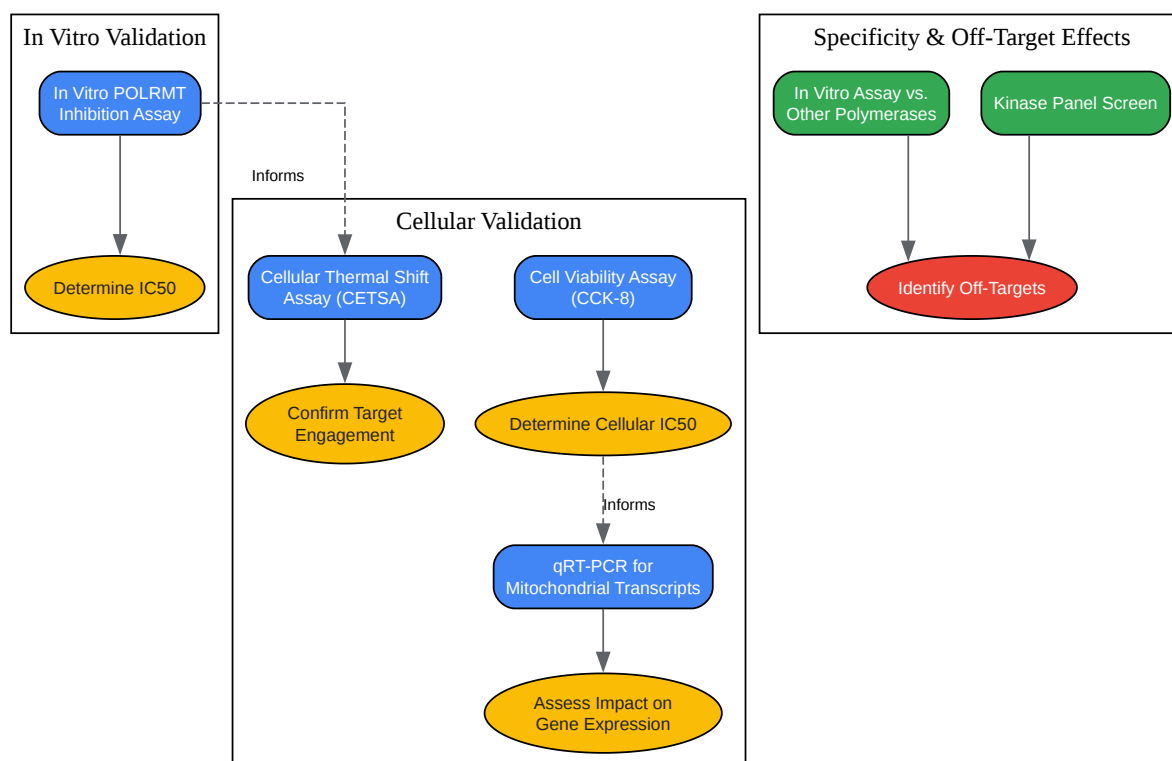 In Vitro Validation
In Vitro POLRMT
Inhibition Assay
Determine IC50
Informs
Cellular Validation
Cellular Thermal Shift
Assay (CETSA)
Confirm Target
Engagement
Cell Viability Assay
(CCK-8)
Determine Cellular IC50
Informs
qRT-PCR for
Mitochondrial Transcripts
Assess Impact on
Gene Expression
Specificity & Off-Target Effects
In Vitro Assay vs.
Other Polymerases
Kinase Panel Screen
Identify Off-Targets